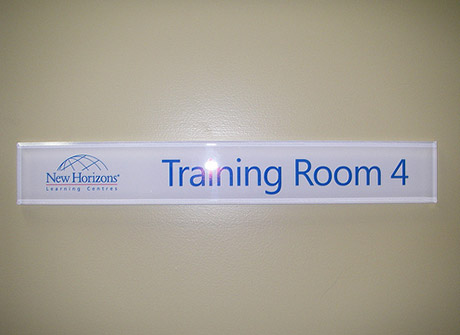 New Horizons®
Learning Centres
Training Room 4